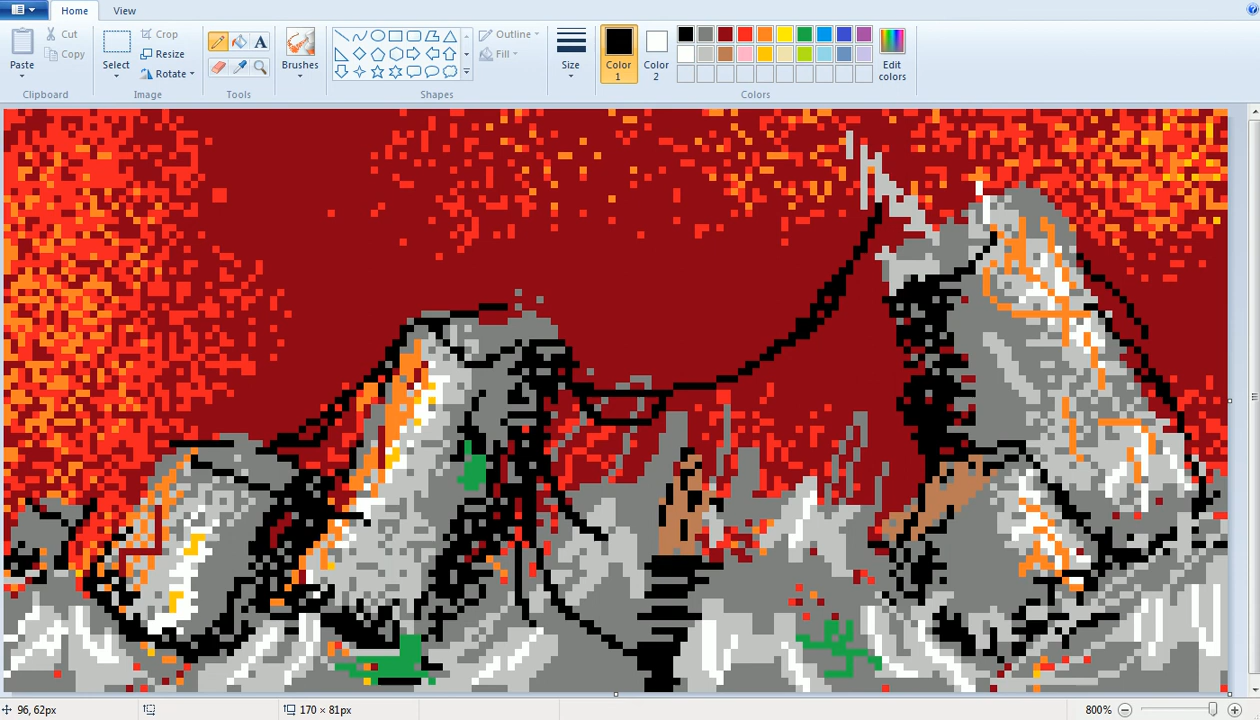 Home View
Paste
Cut
Copy
Clipboard
Select
Crop
Resize
Rotate
Image
A
Tools
Brushes
Outline
Fill
Shapes
Size
Color 1
Color 2
Edit colors
Colors
96, 62px
170 × 81px
800%